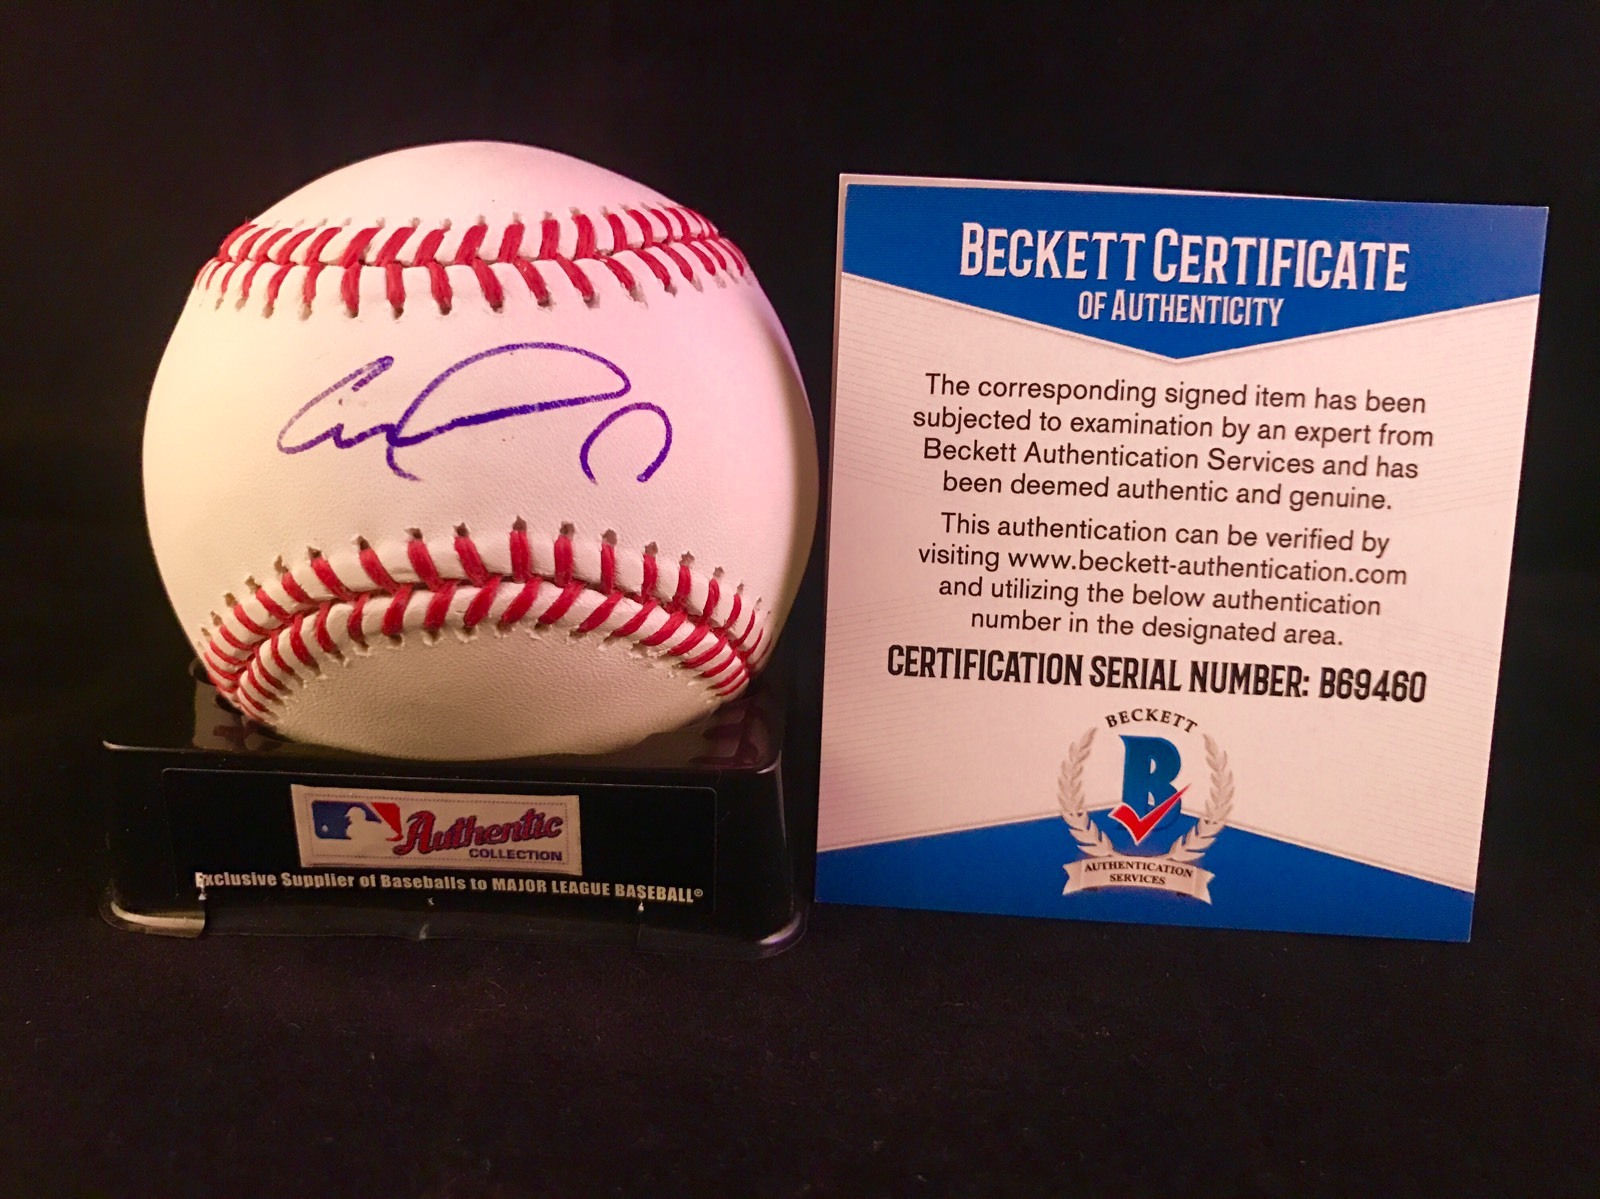 BECKETT CERTIFICATE
OF AUTHENTICITY
The corresponding signed item has been
subjected to examination by an expert from
Beckett Authentication Services and has
been deemed authentic and genuine.
This authentication can be verified by
visiting www.beckett-authentication.com
and utilizing the below authentication
number in the designated area.
CERTIFICATION SERIAL NUMBER: B69460
BECKETT
B
AUTHENTICATION
SERVICES
Authentic
COLLECTION
Exclusive Supplier of Baseballs to MAJOR LEAGUE BASEBALL®